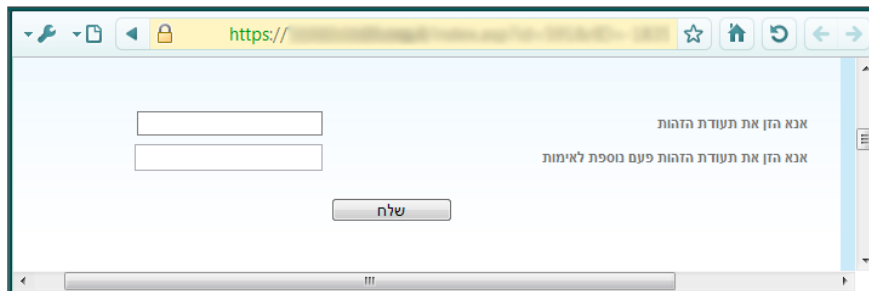 https://
אנא הזן את תעודת הזהות
אנא הזן את תעודת הזהות פעם נוספת לאימות
שלח